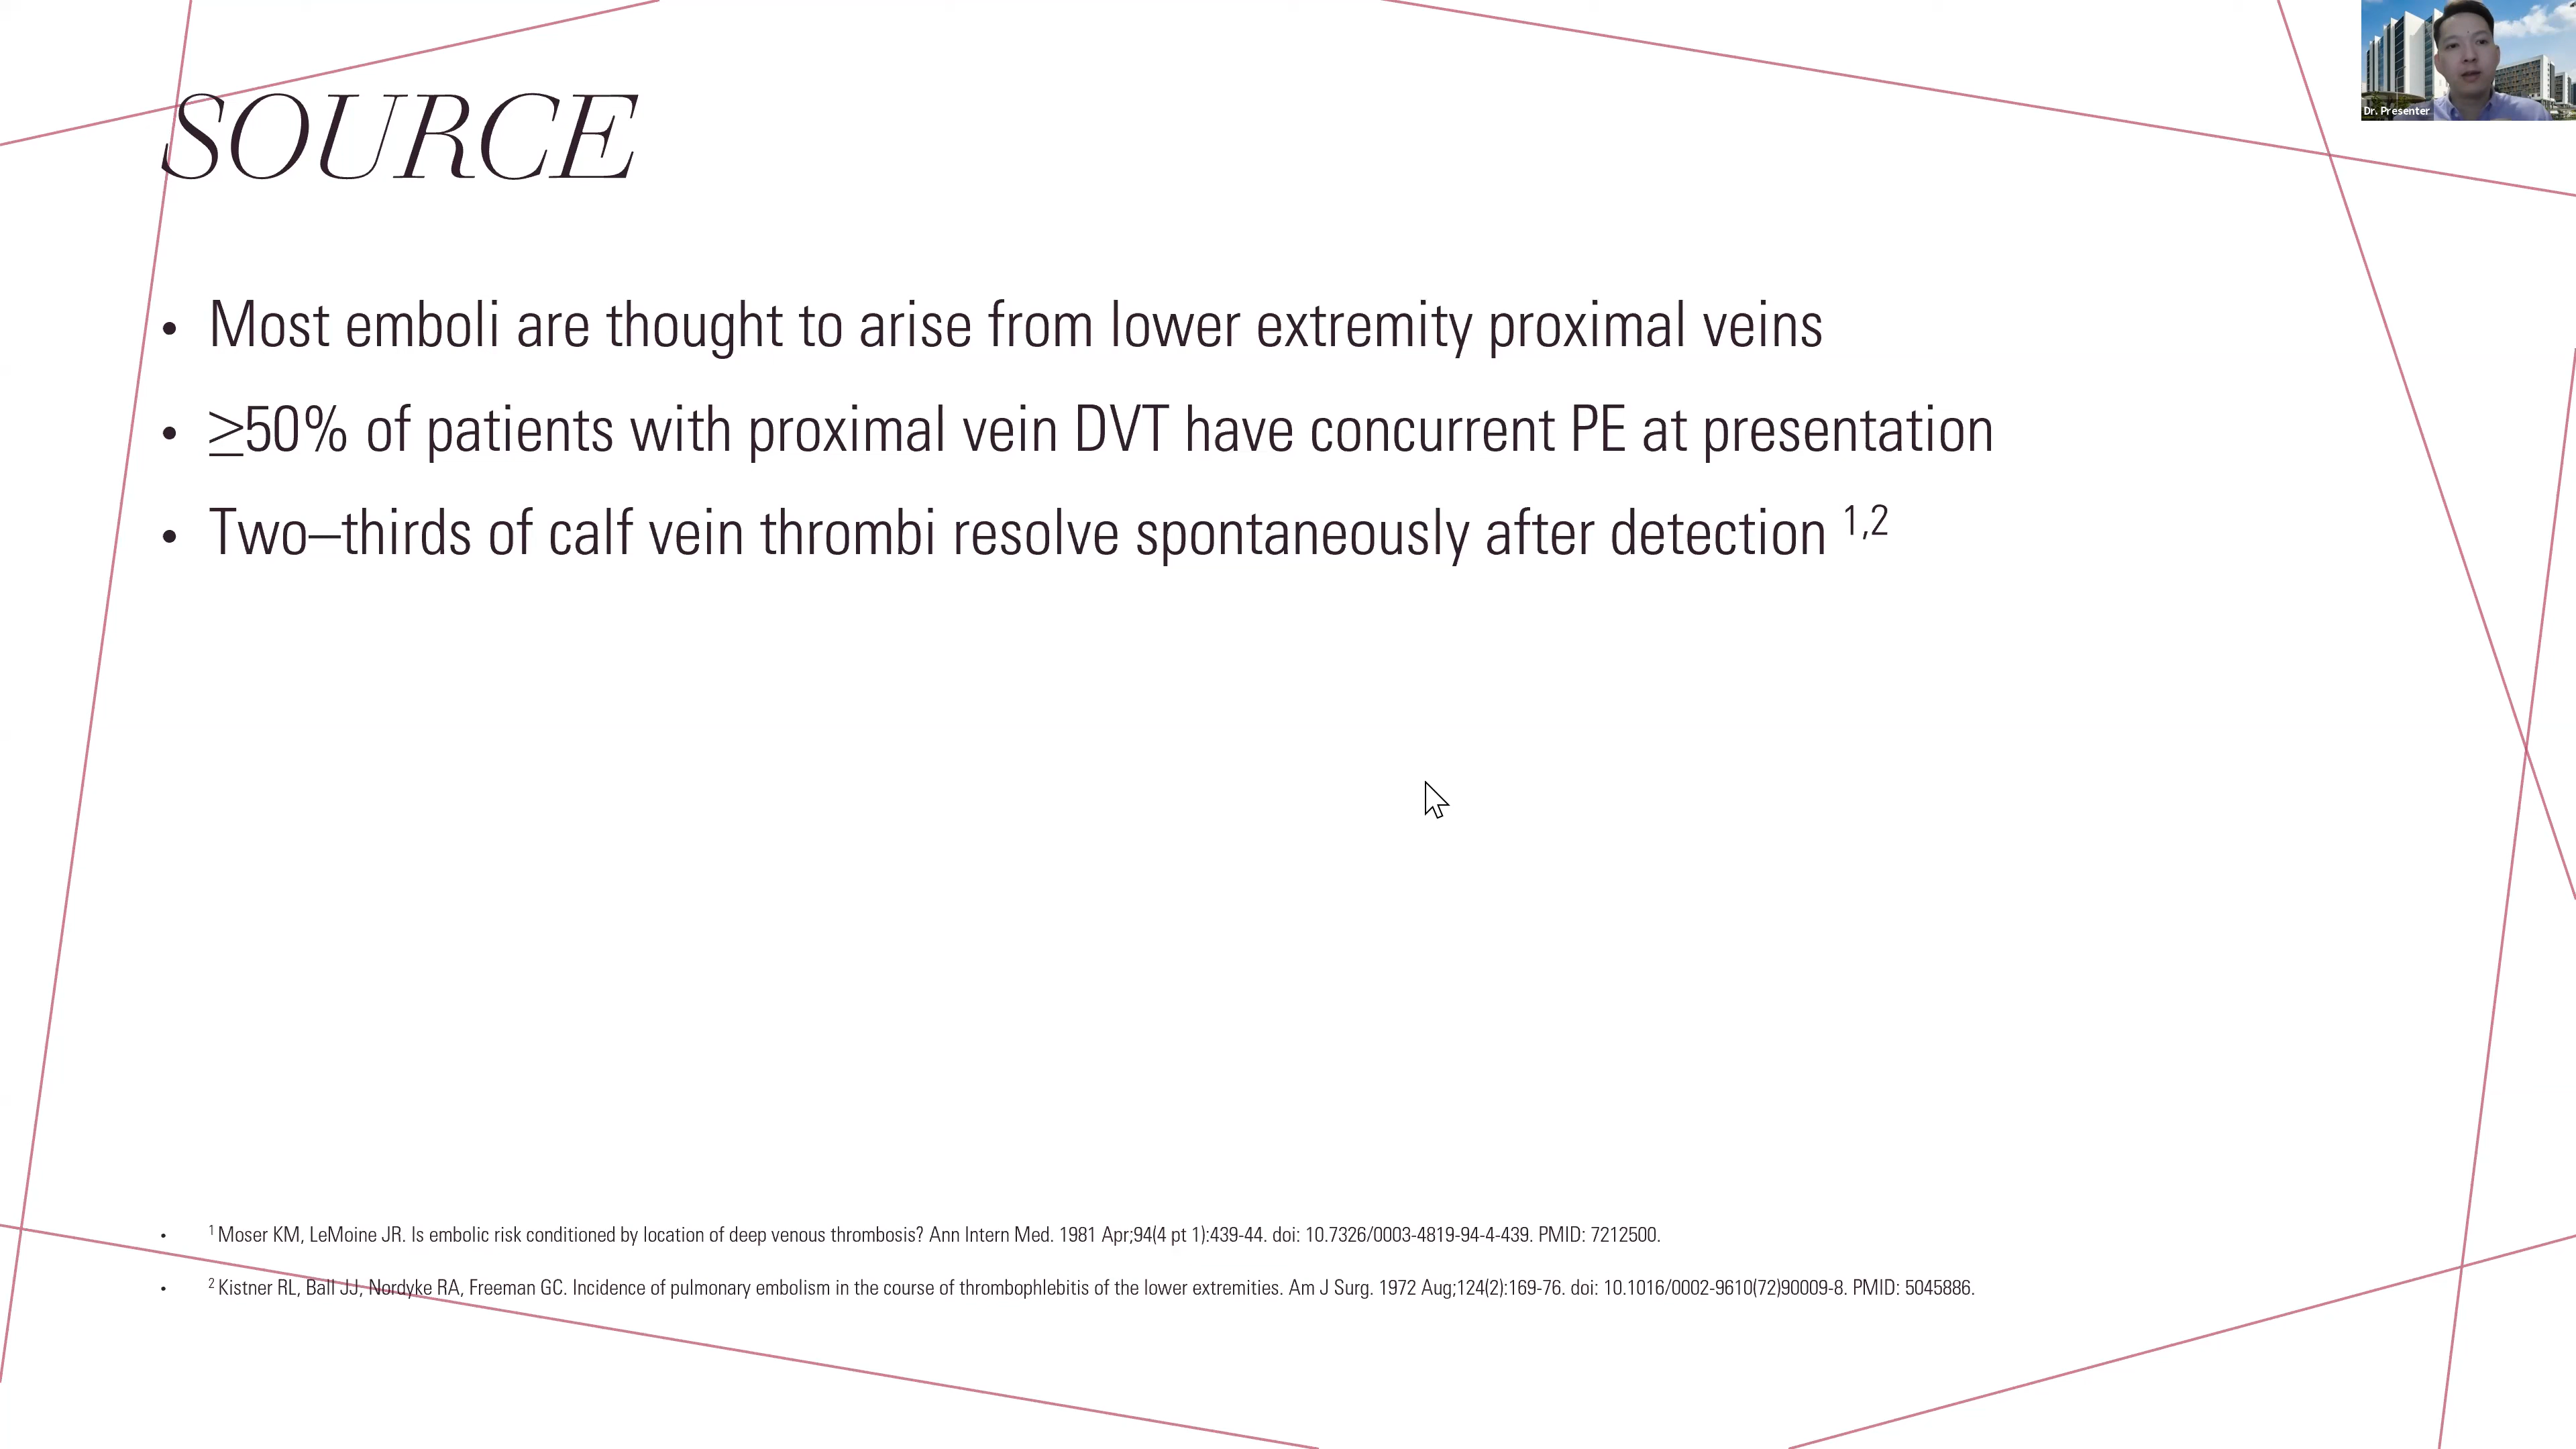 Dr. Presenter
SOURCE
• Most emboli are thought to arise from lower extremity proximal veins
• ≥50% of patients with proximal vein DVT have concurrent PE at presentation
• Two–thirds of calf vein thrombi resolve spontaneously after detection 1,2
• 1 Moser KM, LeMoine JR. Is embolic risk conditioned by location of deep venous thrombosis? Ann Intern Med. 1981 Apr;94(4 pt 1):439-44. doi: 10.7326/0003-4819-94-4-439. PMID: 7212500.
• 2 Kistner RL, Ball JJ, Nordyke RA, Freeman GC. Incidence of pulmonary embolism in the course of thrombophlebitis of the lower extremities. Am J Surg. 1972 Aug;124(2):169-76. doi: 10.1016/0002-9610(72)90009-8. PMID: 5045886.